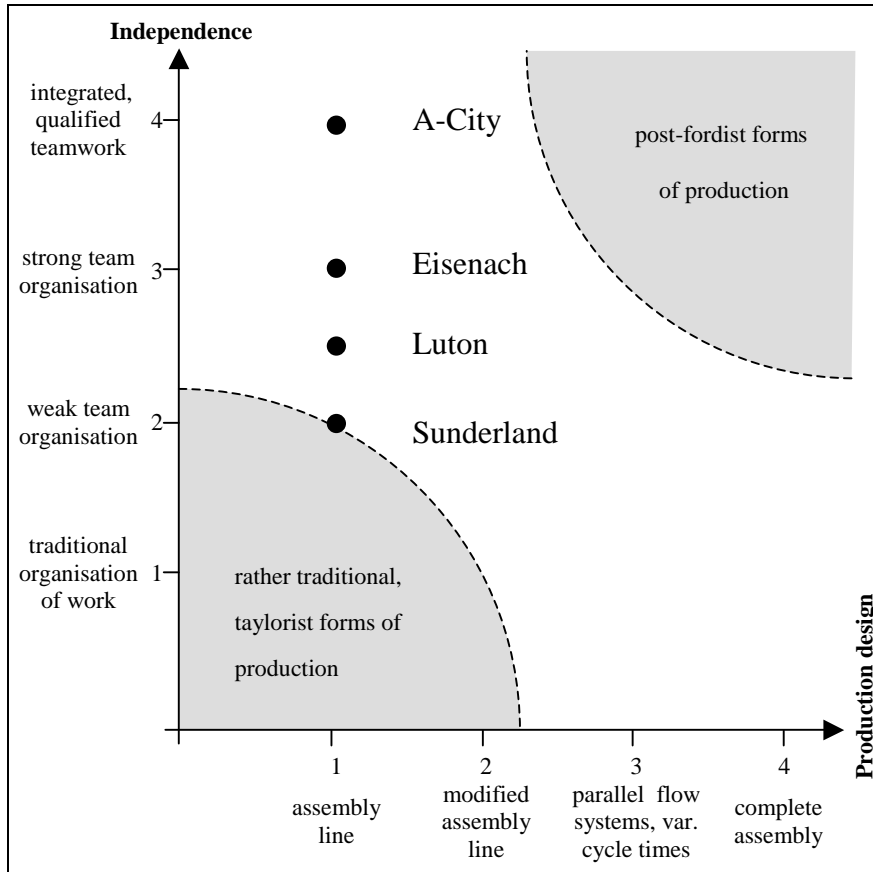 Independence
integrated,
qualified
teamwork
4
A-City
post-fordist forms
of production
strong team
organisation
3
Eisenach
Luton
weak team
organisation
2
Sunderland
traditional
organisation
of work
1
rather traditional,
taylorist forms of
production
Production design
1
2
3
4
assembly
line
modified
assembly
line
parallel flow
systems, var.
cycle times
complete
assembly